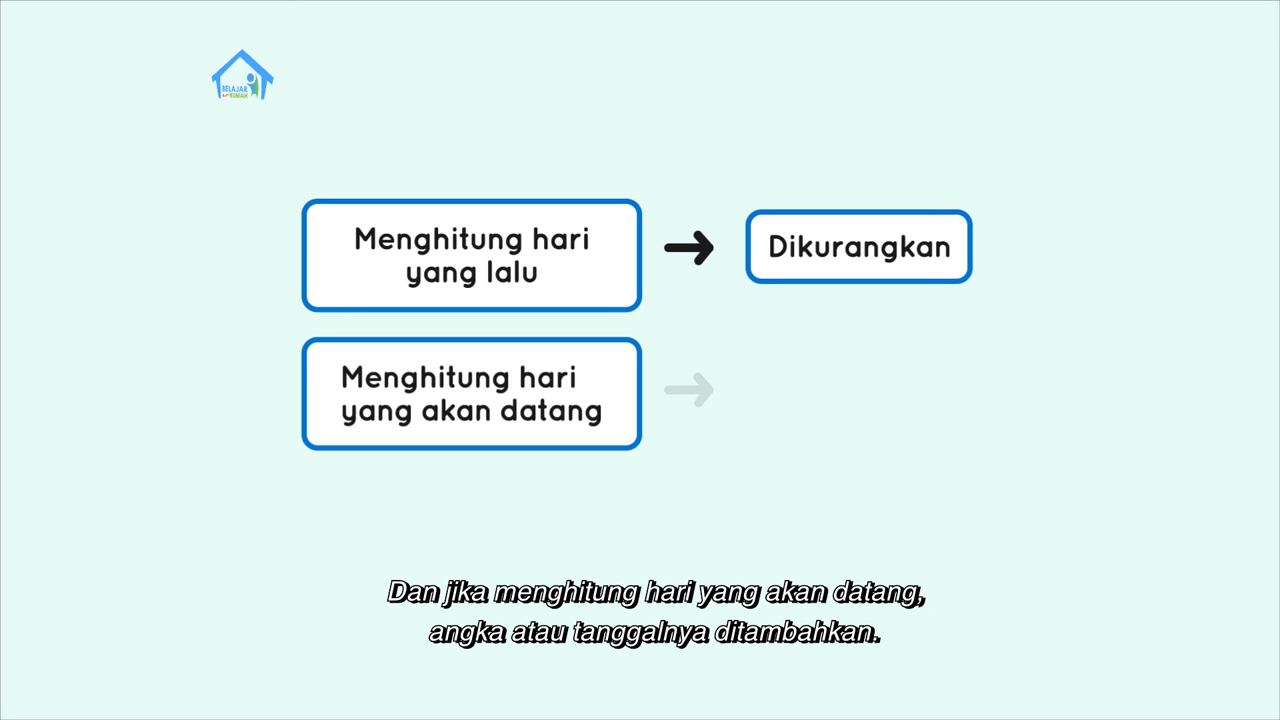 BELAJAR
RUMAH
Menghitung hari
yang lalu
Dikurangkan
Menghitung hari
yang akan datang
Dan jika menghitung hari yang akan datang,
angka atau tanggalnya ditambahkan.